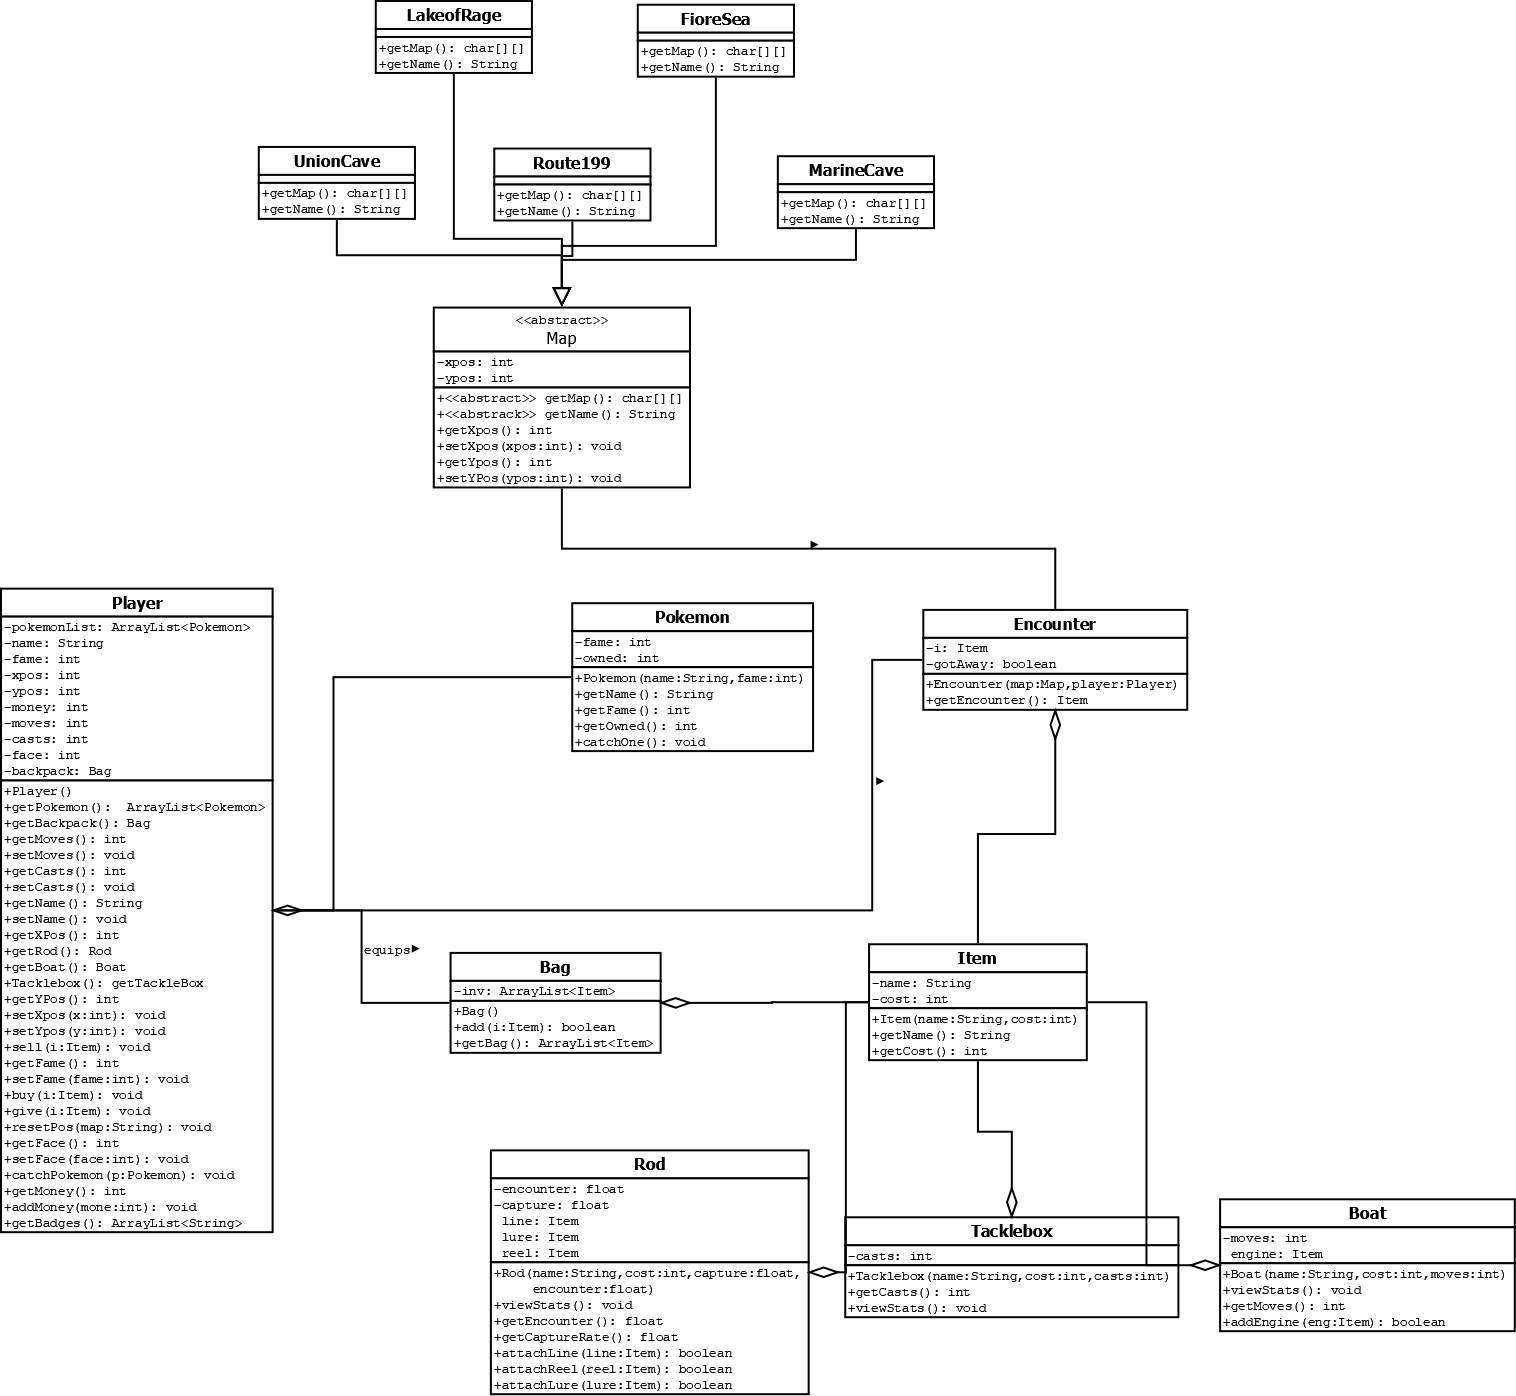 LakeofRage
+getMap(): char[][]
+getName(): String
FioreSea
+getMap(): char[][]
+getName(): String
UnionCave
+getMap(): char[][]
+getName(): String
Route199
+getMap(): char[][]
+getName(): String
MarineCave
+getMap(): char[][]
+getName(): String
<<abstract>>
Map
-xpos: int
-ypos: int
+<<abstract>> getMap(): char[][]
+<<abstrack>> getName(): String
+getXpos(): int
+setXpos(xpos:int): void
+getYpos(): int
+setYPos(ypos:int): void
Player
-pokemonList: ArrayList<Pokemon>
-name: String
-fame: int
-xpos: int
-ypos: int
-money: int
-moves: int
-casts: int
-face: int
-backpack: Bag
+Player()
+getPokemon():  ArrayList<Pokemon>
+getBackpack(): Bag
+getMoves(): int
+setMoves(): void
+getCasts(): int
+setCasts(): void
+getName(): String
+setName(): void
+getXPos(): int
+getRod(): Rod
+getBoat(): Boat
+Tacklebox(): getTackleBox
+getYPos(): int
+setXpos(x:int): void
+setYpos(y:int): void
+sell(i:Item): void
+getFame(): int
+setFame(fame:int): void
+buy(i:Item): void
+give(i:Item): void
+resetPos(map:String): void
+getFace(): int
+setFace(face:int): void
+catchPokemon(p:Pokemon): void
+getMoney(): int
+addMoney(mone:int): void
+getBadges(): ArrayList<String>
Pokemon
-fame: int
-owned: int
+Pokemon(name:String,fame:int)
+getName(): String
+getFame(): int
+getOwned(): int
+catchOne(): void
Encounter
-i: Item
-gotAway: boolean
+Encounter(map:Map,player:Player)
+getEncounter(): Item
equips
Bag
-inv: ArrayList<Item>
+Bag()
+add(i:Item): boolean
+getBag(): ArrayList<Item>
Item
-name: String
-cost: int
+Item(name:String,cost:int)
+getName(): String
+getCost(): int
Rod
-encounter: float
-capture: float
line: Item
lure: Item
reel: Item
+Rod(name:String,cost:int,capture:float,
encounter:float)
+viewStats(): void
+getEncounter(): float
+getCaptureRate(): float
+attachLine(line:Item): boolean
+attachReel(reel:Item): boolean
+attachLure(lure:Item): boolean
Tacklebox
-casts: int
+Tacklebox(name:String,cost:int,casts:int)
+getCasts(): int
+viewStats(): void
Boat
-moves: int
engine: Item
+Boat(name:String,cost:int,moves:int)
+viewStats(): void
+getMoves(): int
+addEngine(eng:Item): boolean